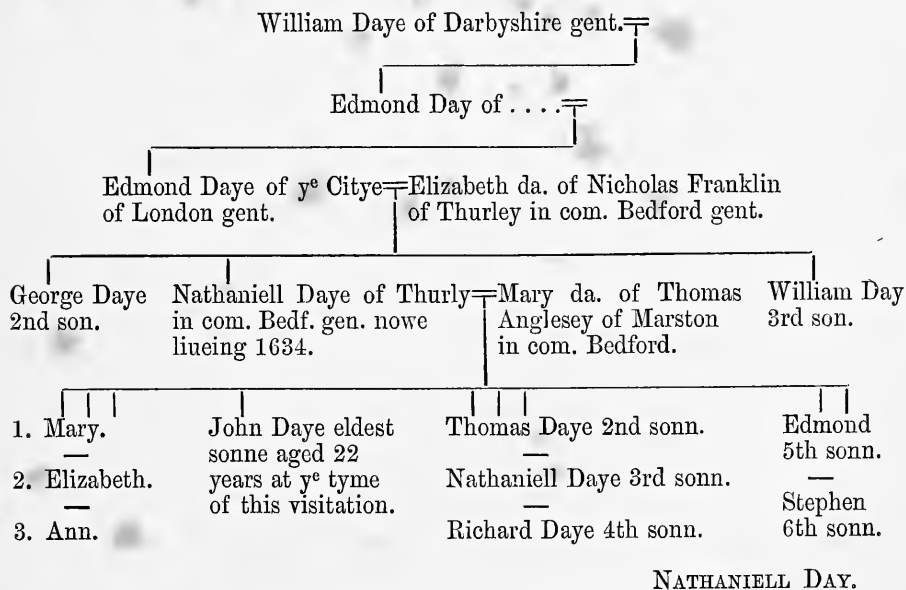 William Daye of Darbyshire gent.
Edmond Day of . . . .
Edmond Daye of yᵉ Citye
of London gent.
Elizabeth da. of Nicholas Franklin
of Thurley in com. Bedford gent.
George Daye
2nd son.
Nathaniell Daye of Thurly
in com. Bedf. gen. nowe
liueing 1634.
Mary da. of Thomas
Anglesey of Marston
in com. Bedford.
William Day
3rd son.
1. Mary.
—
2. Elizabeth.
—
3. Ann.
John Daye eldest
sonne aged 22
years at yᵉ tyme
of this visitation.
Thomas Daye 2nd sonn.
—
Nathaniell Daye 3rd sonn.
—
Richard Daye 4th sonn.
Edmond
5th sonn.
—
Stephen
6th sonn.
NATHANIELL DAY.